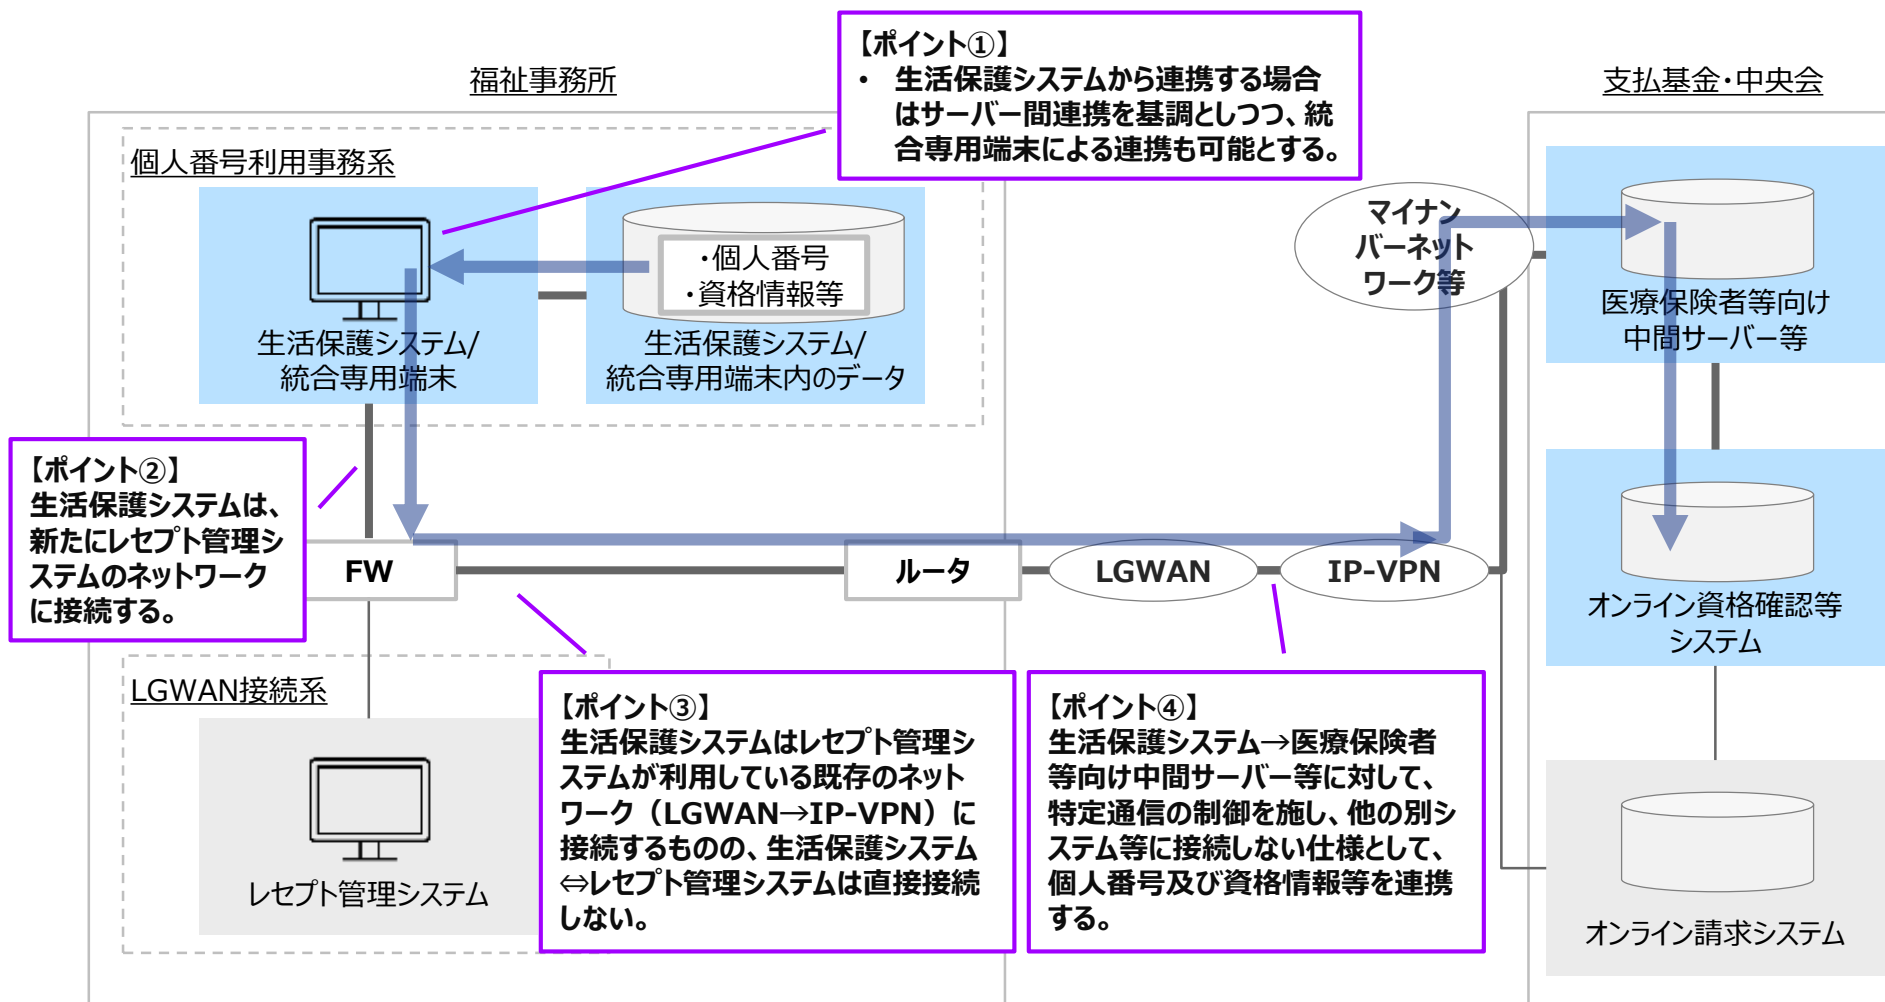 【ポイント①】
• 生活保護システムから連携する場合
はサーバー間連携を基調としつつ、統
合専用端末による連携も可能とする。
福祉事務所
支払基金・中央会
個人番号利用事務系
・個人番号
・資格情報等
生活保護システム/
統合専用端末
生活保護システム/
統合専用端末内のデータ
マイナン
バーネット
ワーク等
医療保険者等向け
中間サーバー等
【ポイント②】
生活保護システムは、
新たにレセプト管理シ
ステムのネットワーク
に接続する。
FW
ルータ
LGWAN
IP-VPN
オンライン資格確認等
システム
LGWAN接続系
レセプト管理システム
【ポイント③】
生活保護システムはレセプト管理シ
ステムが利用している既存のネット
ワーク（LGWAN→IP-VPN）に
接続するものの、生活保護システム
⇔レセプト管理システムは直接接続
しない。
【ポイント④】
生活保護システム→医療保険者
等向け中間サーバー等に対して、
特定通信の制御を施し、他の別シ
ステム等に接続しない仕様として、
個人番号及び資格情報等を連携
する。
オンライン請求システム